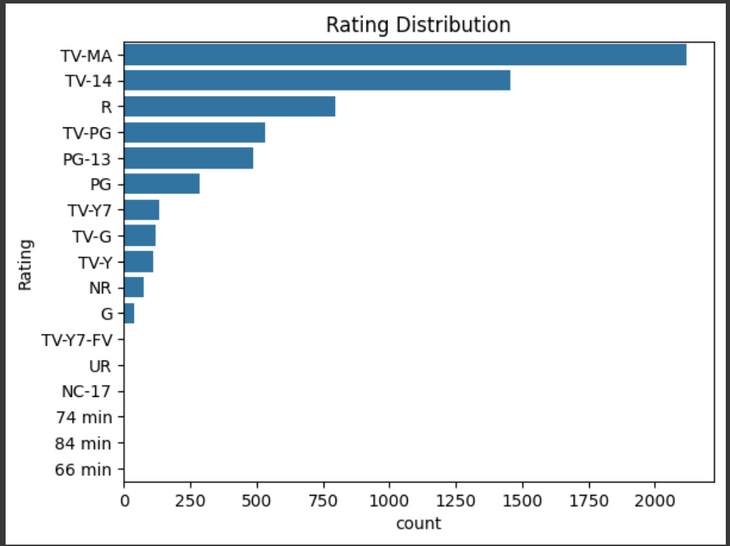 Rating Distribution
TV-MA
TV-14
R
TV-PG
PG-13
PG
TV-Y7
TV-G
TV-Y
NR
G
TV-Y7-FV
UR
NC-17
74 min
84 min
66 min
Rating
0 250 500 750 1000 1250 1500 1750 2000
count